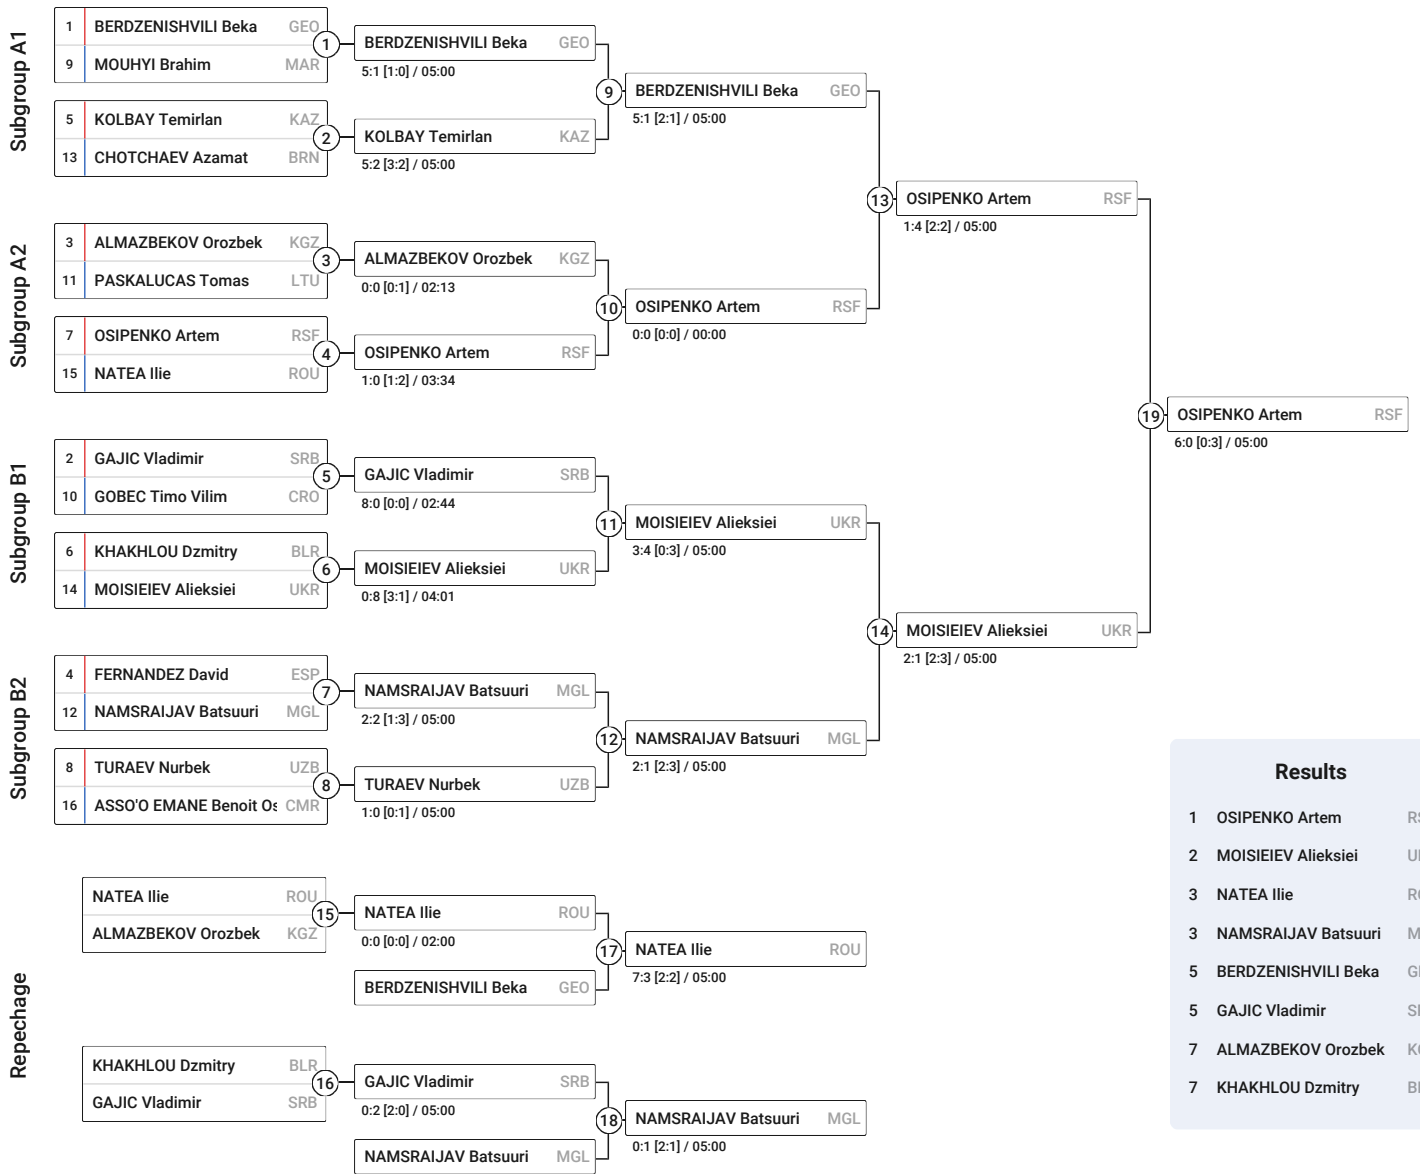 Subgroup A1
1 BERDZENISHVILI Beka GEO
9 MOUHYI Brahim MAR
1
BERDZENISHVILI Beka GEO
5:1 [1:0] / 05:00
5 KOLBAY Temirlan KAZ
13 CHOTCHAEV Azamat BRN
2
KOLBAY Temirlan KAZ
5:2 [3:2] / 05:00
9
BERDZENISHVILI Beka GEO
5:1 [2:1] / 05:00
Subgroup A2
3 ALMAZBEKOV Orozbek KGZ
11 PASKALUCAS Tomas LTU
3
ALMAZBEKOV Orozbek KGZ
0:0 [0:1] / 02:13
7 OSIPENKO Artem RSF
15 NATEA Ilie ROU
4
OSIPENKO Artem RSF
1:0 [1:2] / 03:34
10
OSIPENKO Artem RSF
0:0 [0:0] / 00:00
13
OSIPENKO Artem RSF
1:4 [2:2] / 05:00
Subgroup B1
2 GAJIC Vladimir SRB
10 GOBEC Timo Vilim CRO
5
GAJIC Vladimir SRB
8:0 [0:0] / 02:44
6 KHAKHLOU Dzmitry BLR
14 MOISIEIEV Alieksiei UKR
6
MOISIEIEV Alieksiei UKR
0:8 [3:1] / 04:01
11
MOISIEIEV Alieksiei UKR
3:4 [0:3] / 05:00
Subgroup B2
4 FERNANDEZ David ESP
12 NAMSRAIJAV Batsuuri MGL
7
NAMSRAIJAV Batsuuri MGL
2:2 [1:3] / 05:00
8 TURAEV Nurbek UZB
16 ASSO'O EMANE Benoit CMR
8
TURAEV Nurbek UZB
1:0 [0:1] / 05:00
12
NAMSRAIJAV Batsuuri MGL
2:1 [2:3] / 05:00
14
MOISIEIEV Alieksiei UKR
2:1 [2:3] / 05:00
19
OSIPENKO Artem RSF
6:0 [0:3] / 05:00
Repechage
NATEA Ilie ROU
ALMAZBEKOV Orozbek KGZ
15
NATEA Ilie ROU
0:0 [0:0] / 02:00
BERDZENISHVILI Beka GEO
17
NATEA Ilie ROU
7:3 [2:2] / 05:00
KHAKHLOU Dzmitry BLR
GAJIC Vladimir SRB
16
GAJIC Vladimir SRB
0:2 [2:0] / 05:00
NAMSRAIJAV Batsuuri MGL
18
NAMSRAIJAV Batsuuri MGL
0:1 [2:1] / 05:00
Results
1 OSIPENKO Artem
2 MOISIEIEV Alieksiei
3 NATEA Ilie
3 NAMSRAIJAV Batsuuri
5 BERDZENISHVILI Beka
5 GAJIC Vladimir
7 ALMAZBEKOV Orozbek
7 KHAKHLOU Dzmitry